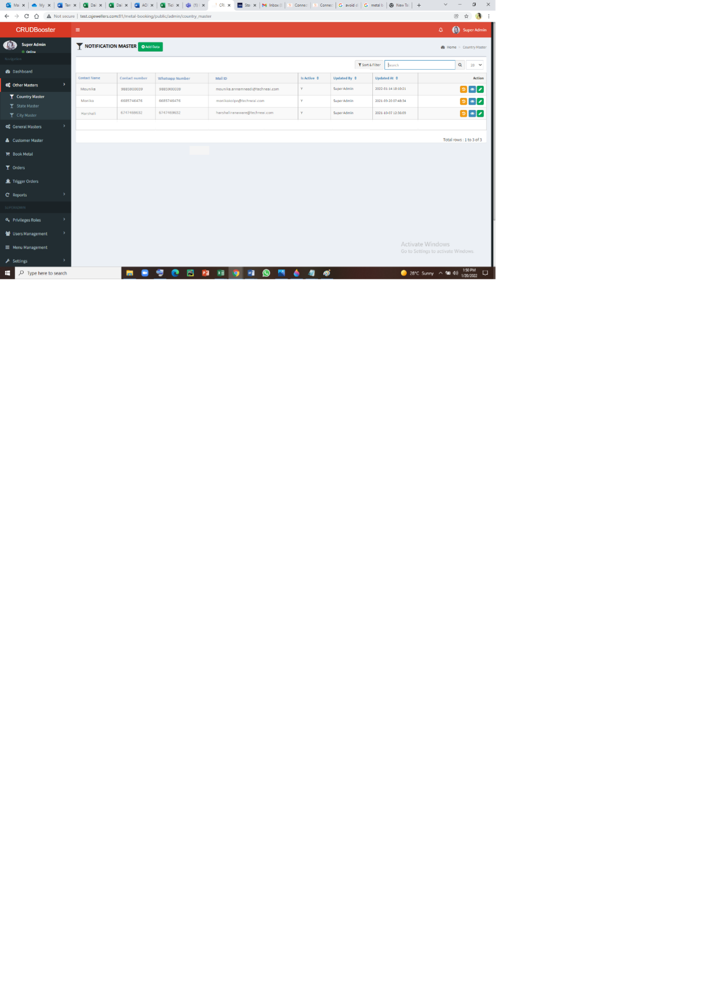 Mai
My
Ten
Dai
Dai
AOI
Tici
(1)
CRL
Sta
Inbox (
Connec
Connec
avoid d
metal b
New Ta
Not secure | test.csjewellers.com:81/metal-booking/public/admin/country_master
CRUDBooster
Super Admin
Super Admin
Online
NOTIFICATION MASTER
Add Data
Home > Country Master
Navigation
Dashboard
Other Masters
Country Master
State Master
City Master
General Masters
Customer Master
Book Metal
Orders
Trigger Orders
Reports
SUPERADMIN
Privileges Roles
Users Management
Menu Management
Settings
Sort & Filter
Search
20
Contact Name Contact number Whatsapp Number Mail ID Is Active Updated By Updated At Action
Mounika 9885900039 9885900039 mounika.annamneedi@techneai.com Y Super Admin 2022-01-14 18:10:21
Monika 6685746476 6685746476 monikakolpe@techneai.com Y Super Admin 2021-09-20 07:48:34
Harshali 6747469632 6747469632 harshaliranaware@techneai.com Y Super Admin 2021-10-07 12:36:09
Total rows : 1 to 3 of 3
Activate Windows
Go to Settings to activate Windows.
Type here to search
28°C Sunny
1:50 PM
1/20/2022